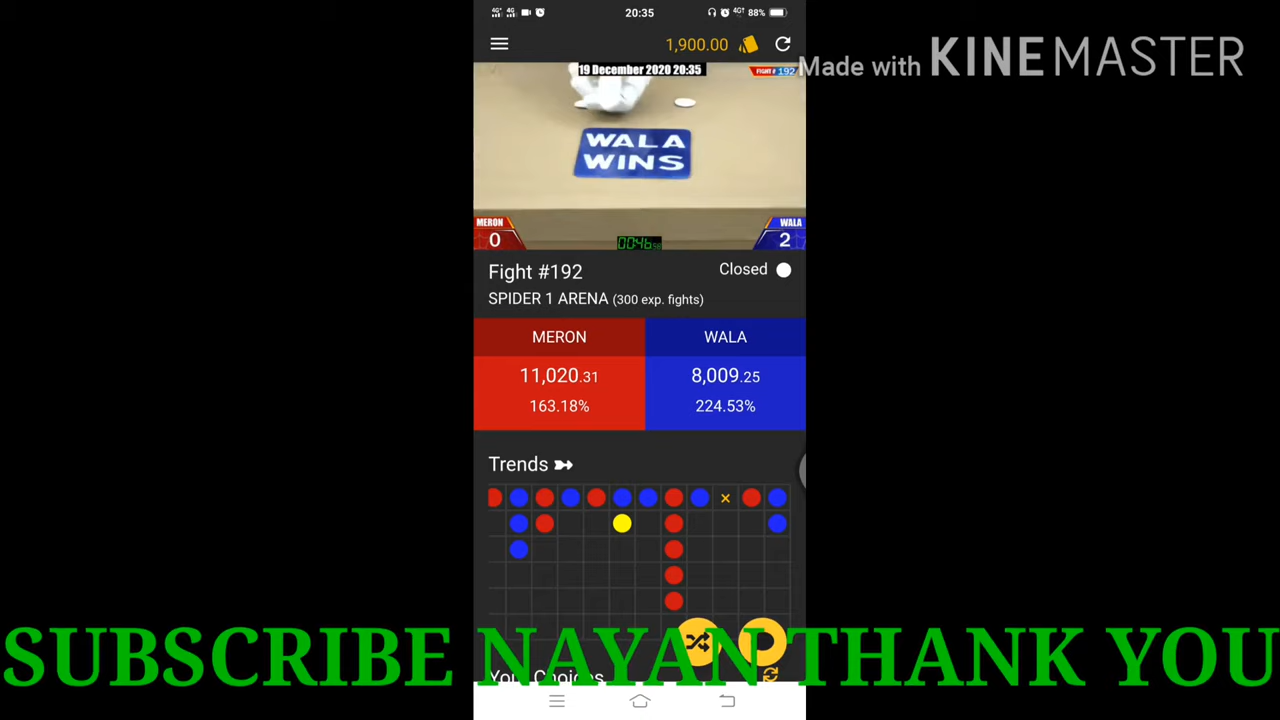 20:35
4G 88%
1,900.00
Made with KINEMASTER
19 December 2020 20:35
FIGHT # 192
WALA
WINS
MERON
WALA
0
2
Fight #192
Closed
SPIDER 1 ARENA (300 exp. fights)
MERON
WALA
11,020.31
8,009.25
163.18%
224.53%
Trends
SUBSCRIBE NAYAN THANK YOU